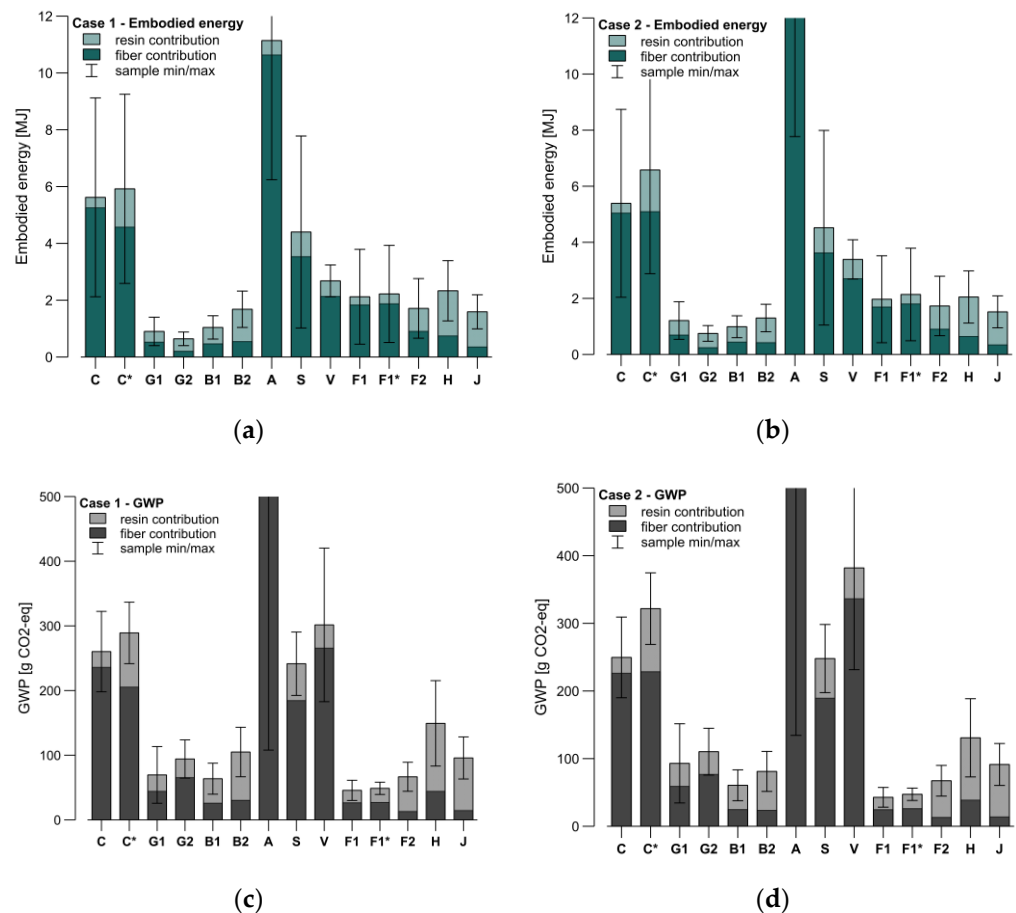 Case 1 - Embodied energy
resin contribution
fiber contribution
sample min/max
Embodied energy [MJ]
12
10
8
6
4
2
0
C C* G1 G2 B1 B2 A S V F1 F1* F2 H J
(a)
Case 2 - Embodied energy
resin contribution
fiber contribution
sample min/max
Embodied energy [MJ]
12
10
8
6
4
2
0
C C* G1 G2 B1 B2 A S V F1 F1* F2 H J
(b)
Case 1 - GWP
resin contribution
fiber contribution
sample min/max
GWP [g CO2-eq]
500
400
300
200
100
0
C C* G1 G2 B1 B2 A S V F1 F1* F2 H J
(c)
Case 2 - GWP
resin contribution
fiber contribution
sample min/max
GWP [g CO2-eq]
500
400
300
200
100
0
C C* G1 G2 B1 B2 A S V F1 F1* F2 H J
(d)